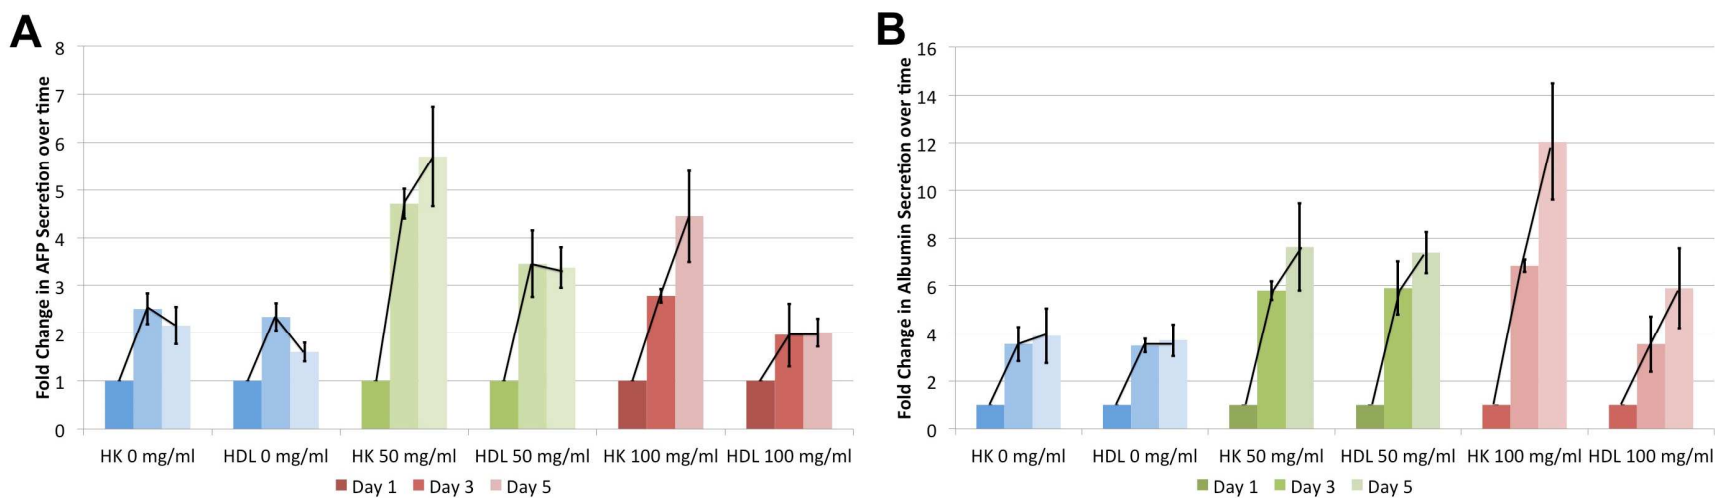 A
Fold Change in AFP Secretion over time
8
7
6
5
4
3
2
1
0
HK 0 mg/ml HDL 0 mg/ml HK 50 mg/ml HDL 50 mg/ml HK 100 mg/ml HDL 100 mg/ml
Day 1 Day 3 Day 5
B
Fold Change in Albumin Secretion over time
16
14
12
10
8
6
4
2
0
HK 0 mg/ml HDL 0 mg/ml HK 50 mg/ml HDL 50 mg/ml HK 100 mg/ml HDL 100 mg/ml
Day 1 Day 3 Day 5